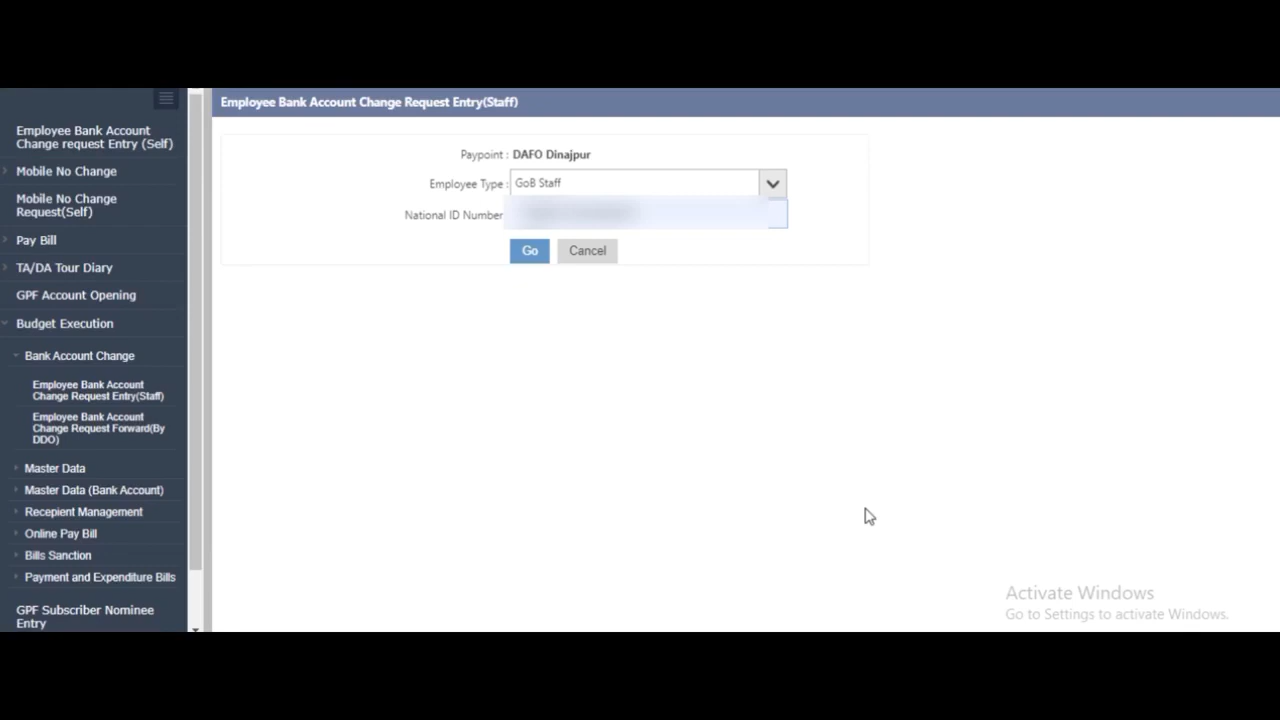 Employee Bank Account Change Request Entry(Staff)
Employee Bank Account
Change request Entry (Self)
Mobile No Change
Mobile No Change
Request(Self)
Pay Bill
TA/DA Tour Diary
GPF Account Opening
Budget Execution
Bank Account Change
Employee Bank Account
Change Request Entry(Staff)
Employee Bank Account
Change Request Forward(By
DDO)
Master Data
Master Data (Bank Account)
Recepient Management
Online Pay Bill
Bills Sanction
Payment and Expenditure Bills
GPF Subscriber Nominee
Entry
Paypoint : DAFO Dinajpur
Employee Type : GoB Staff
National ID Number
Go Cancel
Activate Windows
Go to Settings to activate Windows.